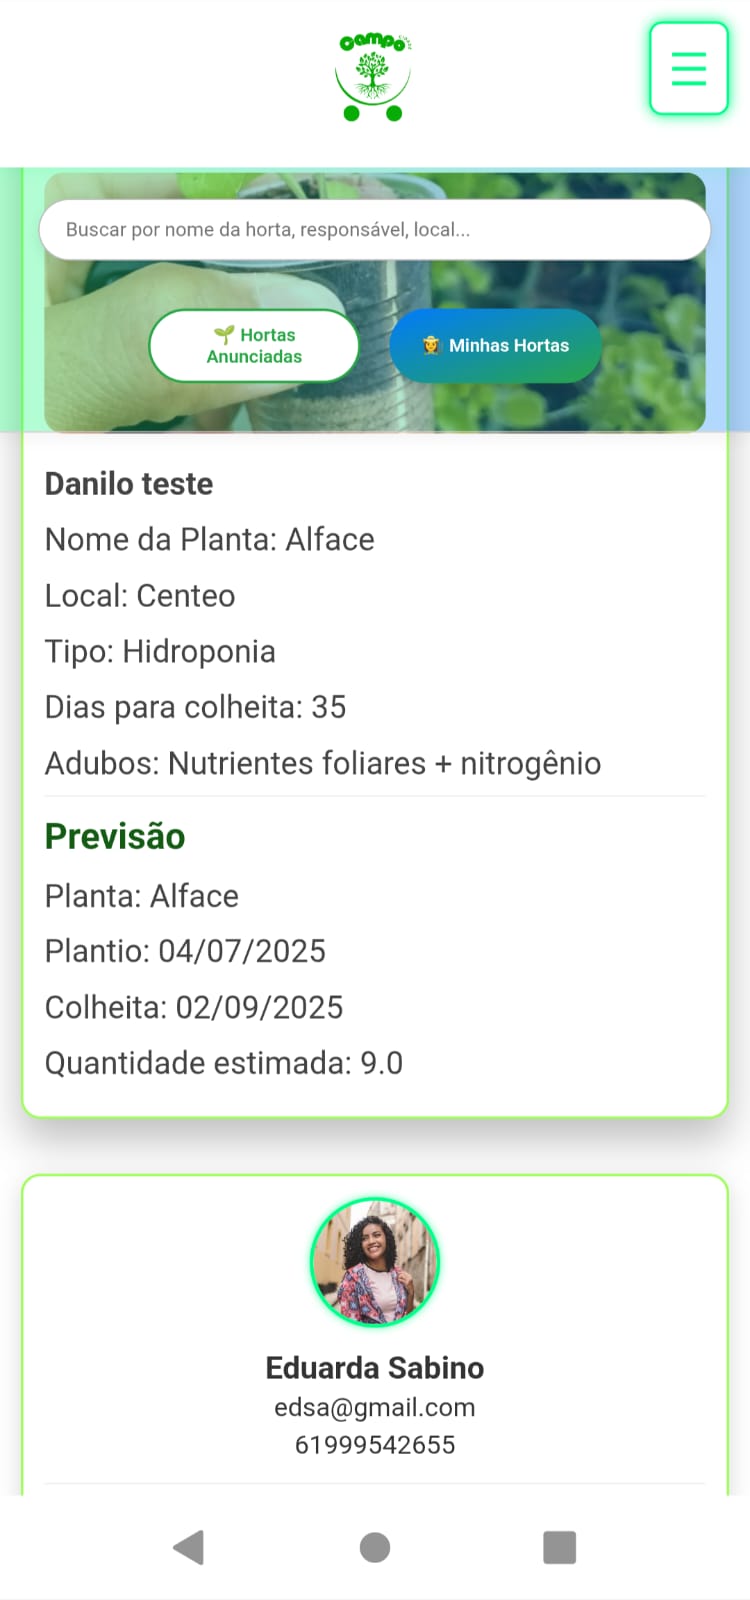 Campo
Buscar por nome da horta, responsável, local...
🌱 Hortas
Anunciadas
👩‍🌾 Minhas Hortas
Danilo teste
Nome da Planta: Alface
Local: Centeo
Tipo: Hidroponia
Dias para colheita: 35
Adubos: Nutrientes foliares + nitrogênio
Previsão
Planta: Alface
Plantio: 04/07/2025
Colheita: 02/09/2025
Quantidade estimada: 9.0
Eduarda Sabino
edsa@gmail.com
61999542655